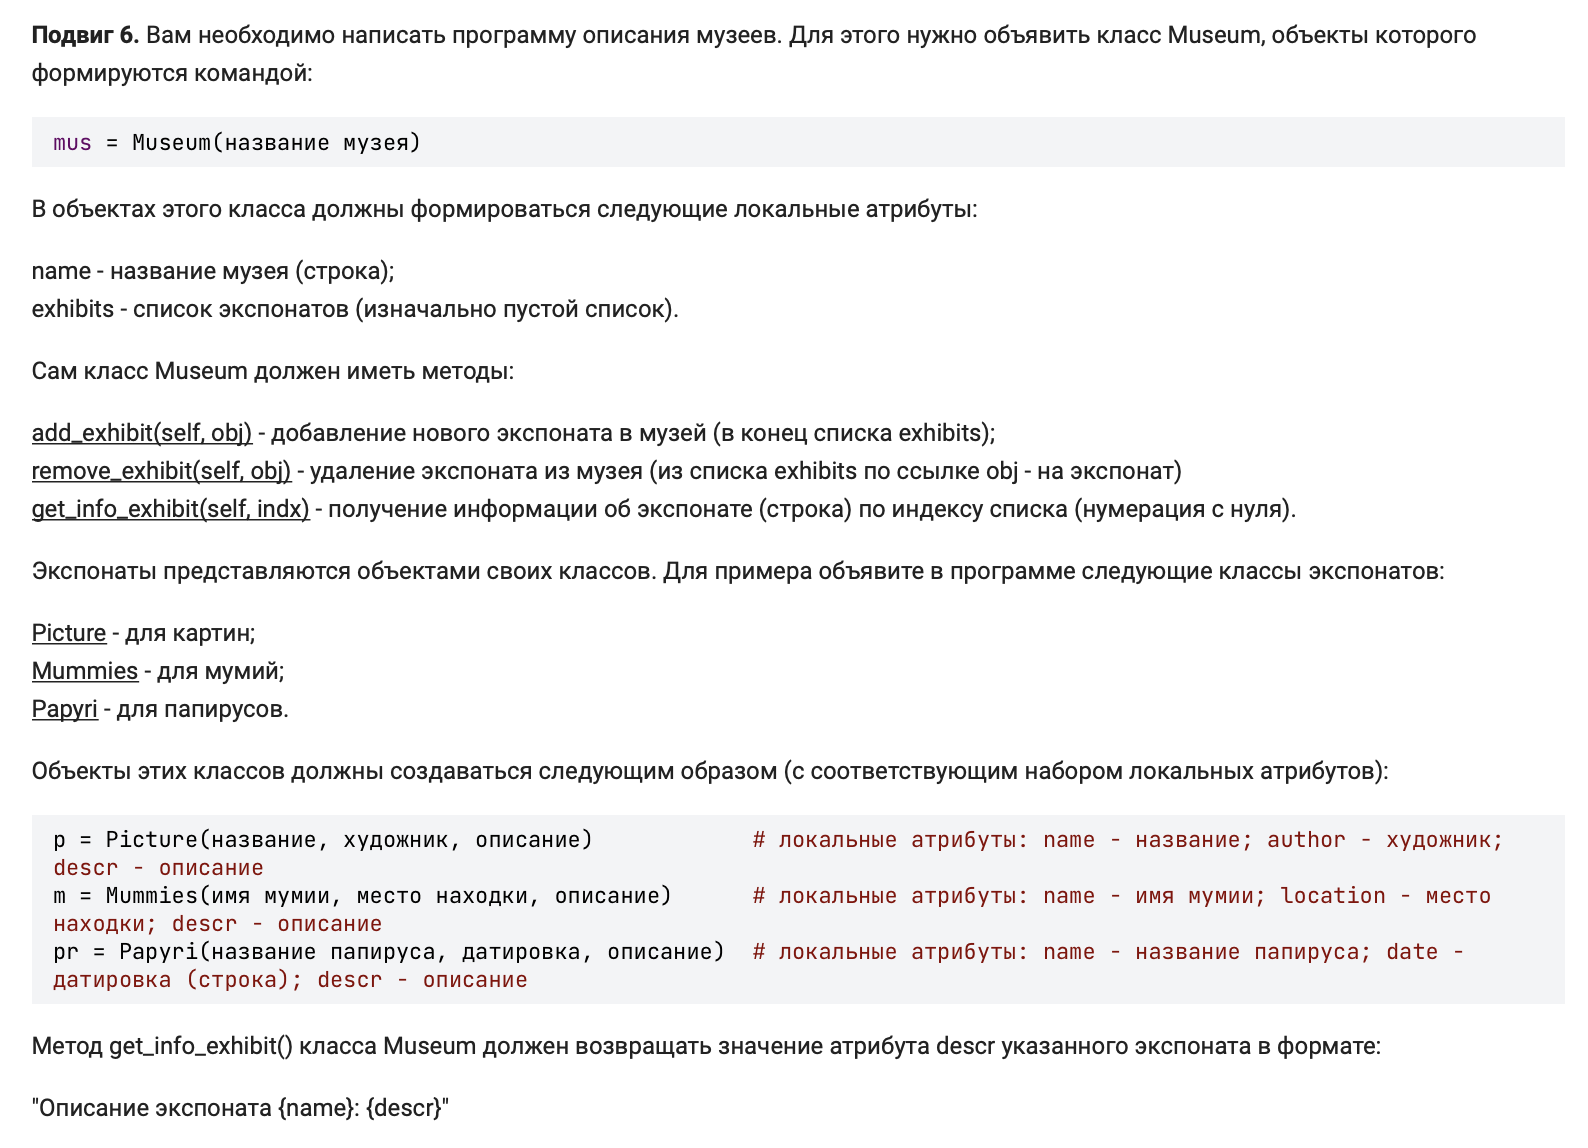 Подвиг 6. Вам необходимо написать программу описания музеев. Для этого нужно объявить класс Museum, объекты которого
формируются командой:
mus = Museum(название музея)
В объектах этого класса должны формироваться следующие локальные атрибуты:
name - название музея (строка);
exhibits - список экспонатов (изначально пустой список).
Сам класс Museum должен иметь методы:
add_exhibit(self, obj) - добавление нового экспоната в музей (в конец списка exhibits);
remove_exhibit(self, obj) - удаление экспоната из музея (из списка exhibits по ссылке obj - на экспонат)
get_info_exhibit(self, indx) - получение информации об экспонате (строка) по индексу списка (нумерация с нуля).
Экспонаты представляются объектами своих классов. Для примера объявите в программе следующие классы экспонатов:
Picture - для картин;
Mummies - для мумий;
Papyri - для папирусов.
Объекты этих классов должны создаваться следующим образом (с соответствующим набором локальных атрибутов):
p = Picture(название, художник, описание)            # локальные атрибуты: name - название; author - художник;
descr - описание
m = Mummies(имя мумии, место находки, описание)      # локальные атрибуты: name - имя мумии; location - место
находки; descr - описание
pr = Papyri(название папируса, датировка, описание)  # локальные атрибуты: name - название папируса; date -
датировка (строка); descr - описание
Метод get_info_exhibit() класса Museum должен возвращать значение атрибута descr указанного экспоната в формате:
"Описание экспоната {name}: {descr}"